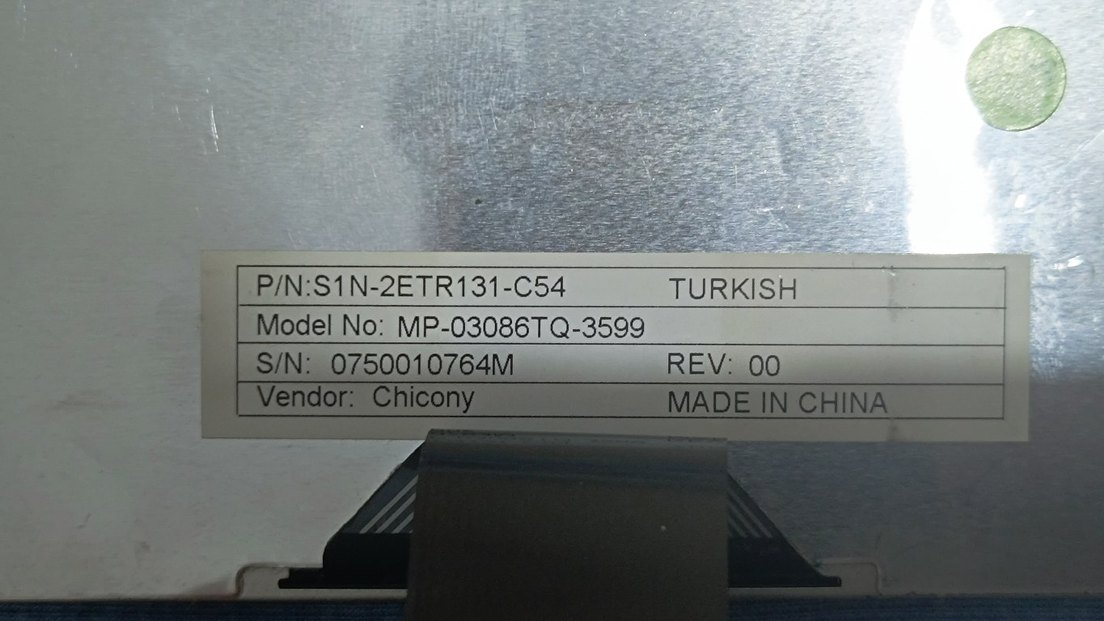 P/N:S1N-2ETR131-C54 TURKISH
Model No: MP-03086TQ-3599
S/N: 0750010764M REV: 00
Vendor: Chicony MADE IN CHINA